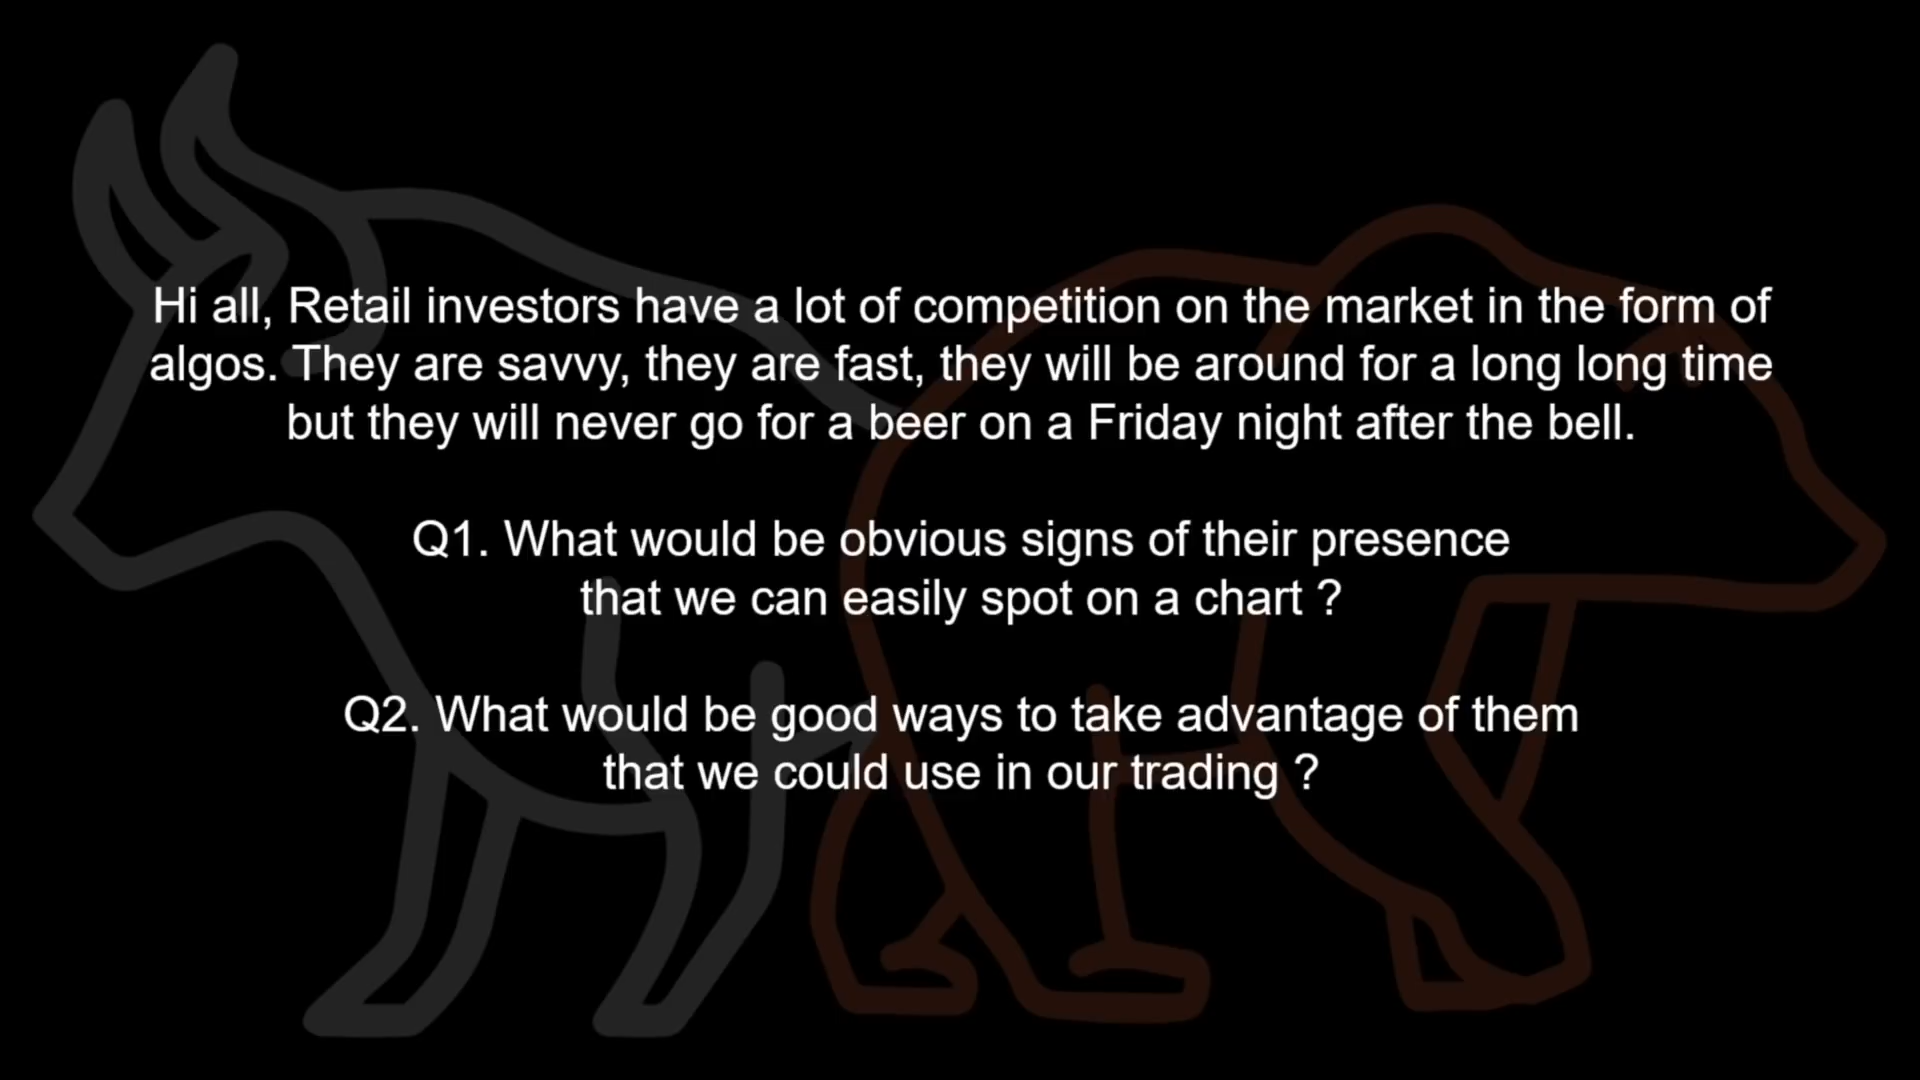 Hi all, Retail investors have a lot of competition on the market in the form of
algos. They are savvy, they are fast, they will be around for a long long time
but they will never go for a beer on a Friday night after the bell.
Q1. What would be obvious signs of their presence
that we can easily spot on a chart ?
Q2. What would be good ways to take advantage of them
that we could use in our trading ?